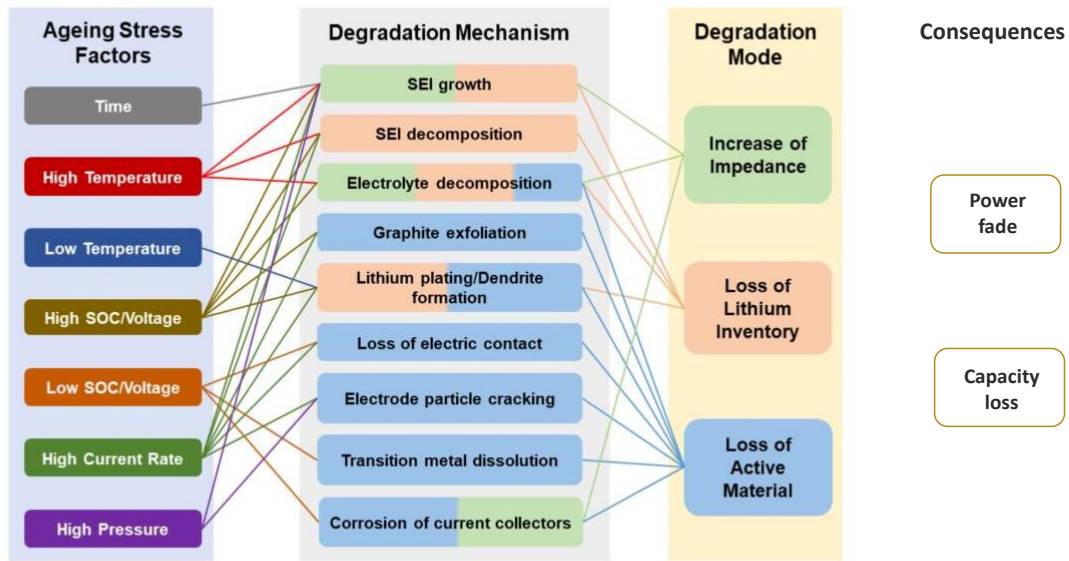 Ageing Stress
Factors
Time
High Temperature
Low Temperature
High SOC/Voltage
Low SOC/Voltage
High Current Rate
High Pressure
Degradation Mechanism
SEI growth
SEI decomposition
Electrolyte decomposition
Graphite exfoliation
Lithium plating/Dendrite
formation
Loss of electric contact
Electrode particle cracking
Transition metal dissolution
Corrosion of current collectors
Degradation
Mode
Increase of
Impedance
Loss of
Lithium
Inventory
Loss of
Active
Material
Consequences
Power
fade
Capacity
loss